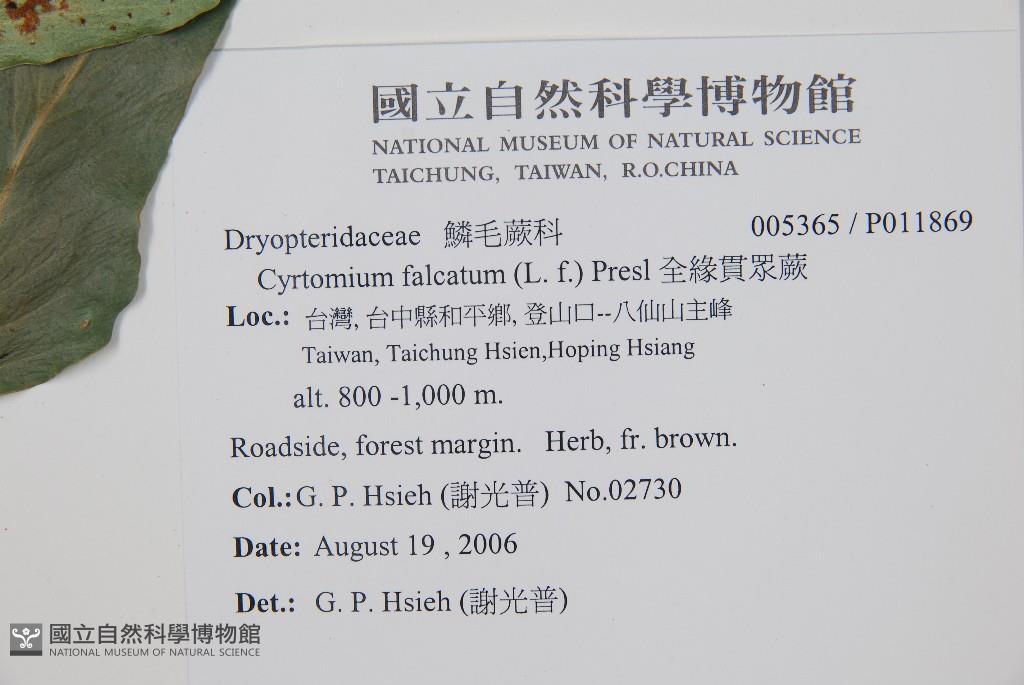 國立自然科學博物館
NATIONAL MUSEUM OF NATURAL SCIENCE
TAICHUNG, TAIWAN, R.O.CHINA
Dryopteridaceae 鱗毛蕨科 005365 / P011869
Cyrtomium falcatum (L. f.) Presl 全緣貫眾蕨
Loc.: 台灣, 台中縣和平鄉, 登山口--八仙山主峰
Taiwan, Taichung Hsien,Hoping Hsiang
alt. 800 -1,000 m.
Roadside, forest margin. Herb, fr. brown.
Col.:G. P. Hsieh (謝光普) No.02730
Date: August 19 , 2006
Det.: G. P. Hsieh (謝光普)
國立自然科學博物館
NATIONAL MUSEUM OF NATURAL SCIENCE